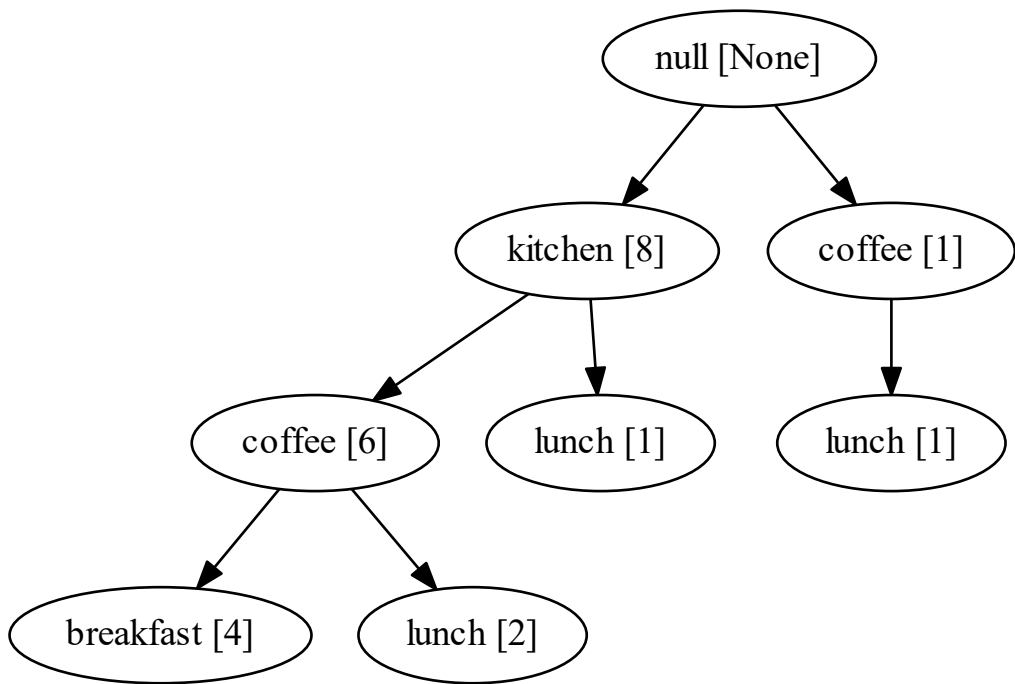 null [None]
kitchen [8]
coffee [1]
coffee [6]
lunch [1]
lunch [1]
breakfast [4]
lunch [2]